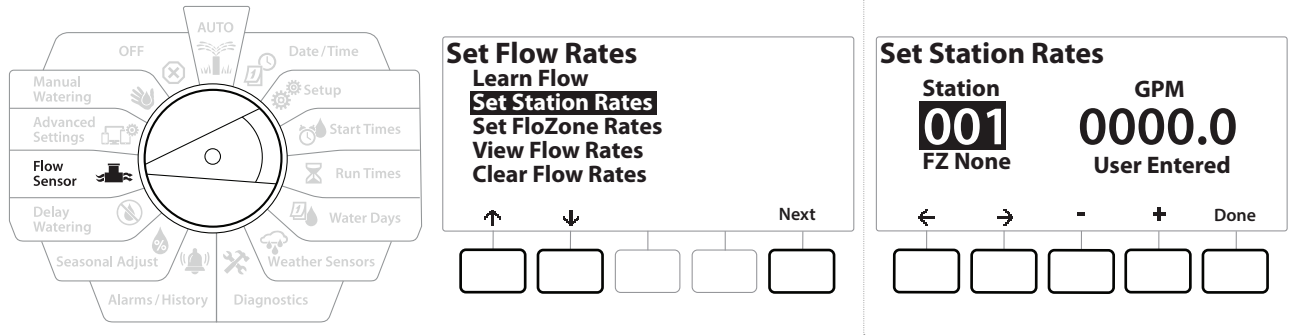 AUTO
OFF
Date / Time
Manual
Watering
Setup
Advanced
Settings
Start Times
Flow
Sensor
Run Times
Delay
Watering
Water Days
Seasonal Adjust
Weather Sensors
Alarms / History
Diagnostics
Set Flow Rates
Learn Flow
Set Station Rates
Set FloZone Rates
View Flow Rates
Clear Flow Rates
Next
Set Station Rates
Station
GPM
001
0000.0
FZ None
User Entered
- + Done